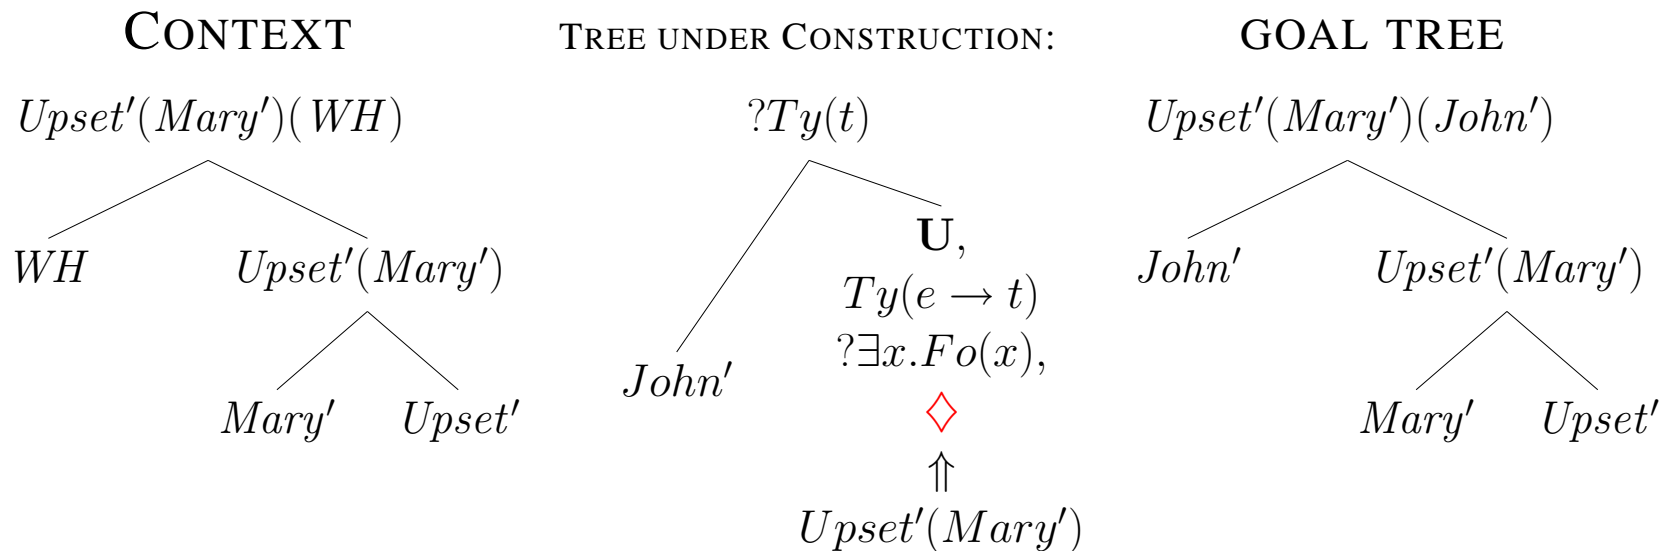 CONTEXT
Upset′(Mary′)(WH)
WH
Upset′(Mary′)
Mary′ Upset′
TREE UNDER CONSTRUCTION:
?Ty(t)
John′
U,
Ty(e → t)
?∃x.Fo(x),
♢
⇑
Upset′(Mary′)
GOAL TREE
Upset′(Mary′)(John′)
John′
Upset′(Mary′)
Mary′ Upset′